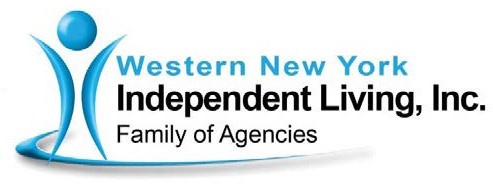 Western New York
Independent Living, Inc.
Family of Agencies